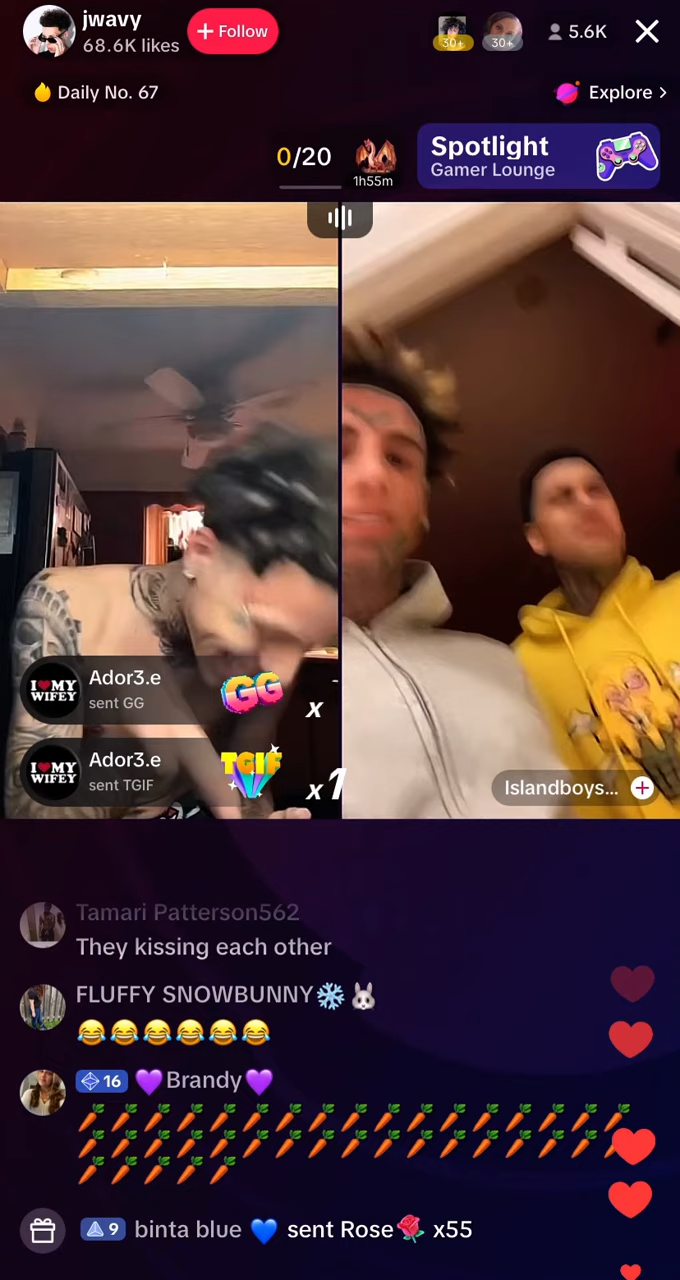 jwavy
68.6K likes
+ Follow
30+
30+
5.6K
Daily No. 67
Explore >
0/20
1h55m
Spotlight
Gamer Lounge
I ❤ MY
WIFEY
Ador3.e
sent GG
GG
x
I ❤ MY
WIFEY
Ador3.e
sent TGIF
TGIF
x1
Islandboys...
Tamari Patterson562
They kissing each other
FLUFFY SNOWBUNNY❄️🐰
😂😂😂😂😂😂
16 💜Brandy💜
🥕🥕🥕🥕🥕🥕🥕🥕🥕🥕🥕🥕🥕🥕🥕🥕🥕
🥕🥕🥕🥕🥕🥕🥕🥕🥕🥕🥕🥕🥕🥕🥕🥕🥕
🥕🥕🥕🥕🥕
9 binta blue 💙 sent Rose🌹 x55